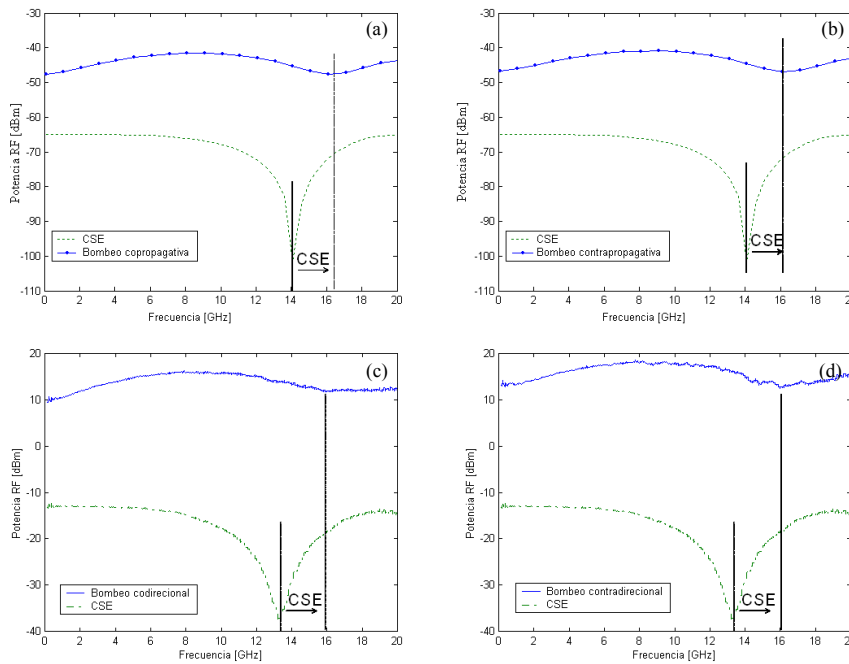 (a)
Potencia RF [dBm]
-30
-40
-50
-60
-70
-80
-90
-100
-110
CSE
Bombeo copropagativa
CSE
0 2 4 6 8 10 12 14 16 18 20
Frecuencia [GHz]
(b)
Potencia RF [dBm]
-30
-40
-50
-60
-70
-80
-90
-100
-110
CSE
Bombeo contrapropagativa
CSE
0 2 4 6 8 10 12 14 16 18 20
Frecuencia [GHz]
(c)
Potencia RF [dBm]
20
10
0
-10
-20
-30
-40
Bombeo codirecional
CSE
CSE
0 2 4 6 8 10 12 14 16 18 20
Frecuencia [GHz]
(d)
Potencia RF [dBm]
20
10
0
-10
-20
-30
-40
Bombeo contradirecional
CSE
CSE
0 2 4 6 8 10 12 14 16 18 20
Frecuencia [GHz]